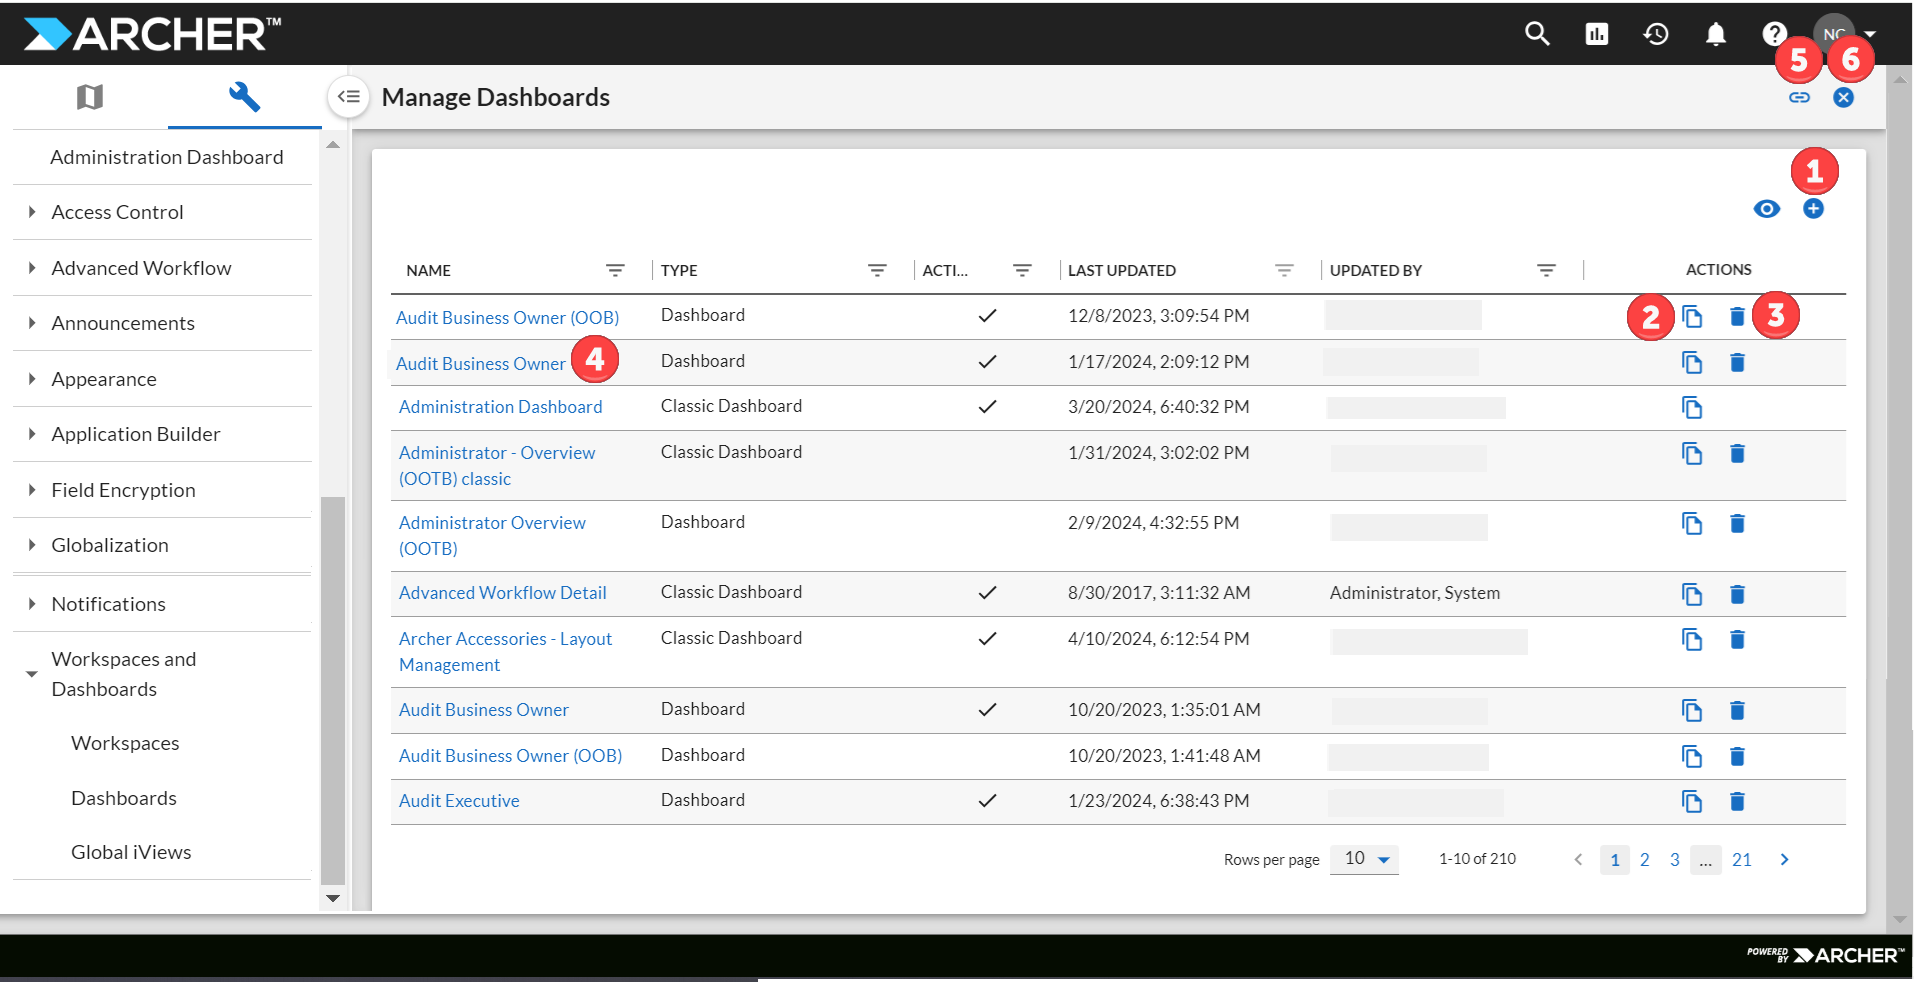 ARCHER™
NC
5
6
Manage Dashboards
Administration Dashboard
Access Control
Advanced Workflow
Announcements
Appearance
Application Builder
Field Encryption
Globalization
Notifications
Workspaces and
Dashboards
Workspaces
Dashboards
Global iViews
1
NAME TYPE ACTI... LAST UPDATED UPDATED BY ACTIONS
Audit Business Owner (OOB) Dashboard 12/8/2023, 3:09:54 PM 2 3
Audit Business Owner 4 Dashboard 1/17/2024, 2:09:12 PM
Administration Dashboard Classic Dashboard 3/20/2024, 6:40:32 PM
Administrator - Overview Classic Dashboard 1/31/2024, 3:02:02 PM
(OOTB) classic
Administrator Overview Dashboard 2/9/2024, 4:32:55 PM
(OOTB)
Advanced Workflow Detail Classic Dashboard 8/30/2017, 3:11:32 AM Administrator, System
Archer Accessories - Layout Classic Dashboard 4/10/2024, 6:12:54 PM
Management
Audit Business Owner Dashboard 10/20/2023, 1:35:01 AM
Audit Business Owner (OOB) Dashboard 10/20/2023, 1:41:48 AM
Audit Executive Dashboard 1/23/2024, 6:38:43 PM
Rows per page 10 1-10 of 210 1 2 3 ... 21
POWERED
BY ARCHER™